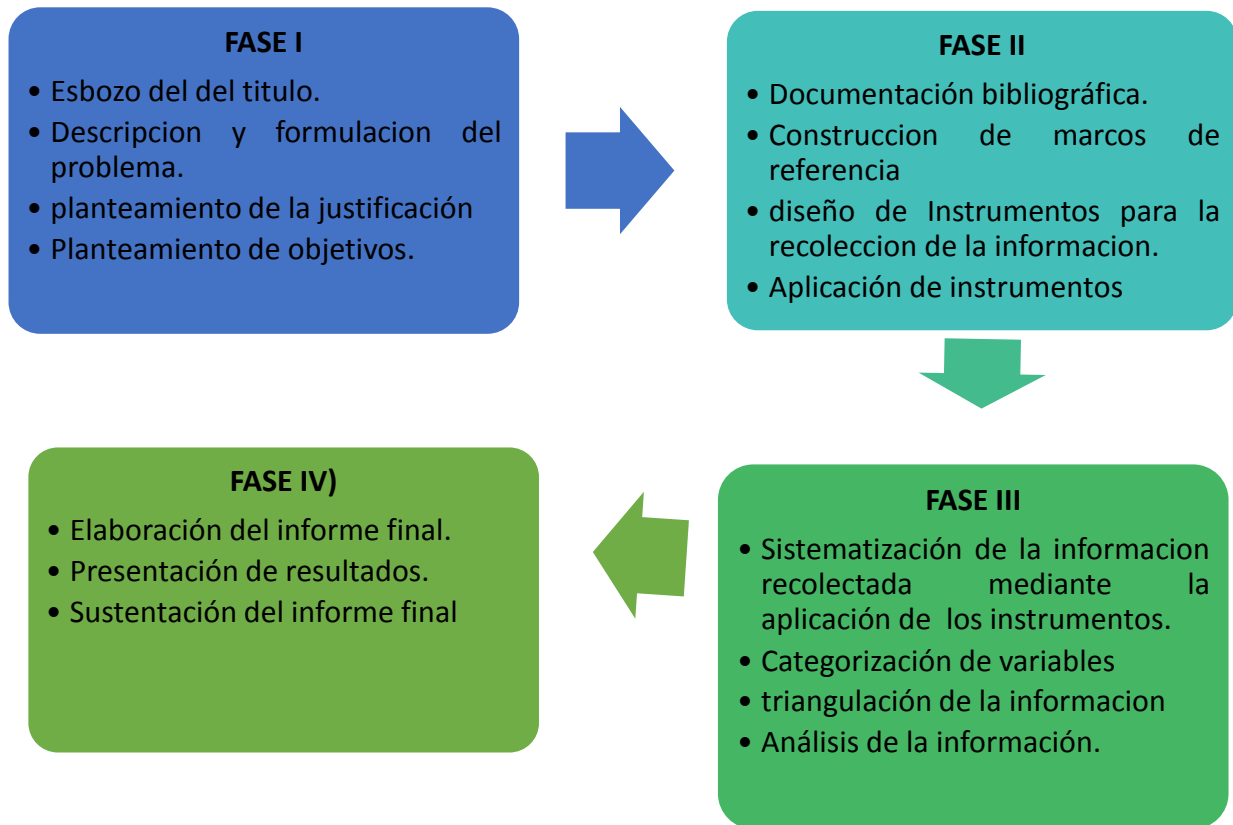 FASE I
• Esbozo del del titulo.
• Descripcion y formulacion del
problema.
• planteamiento de la justificación
• Planteamiento de objetivos.
FASE II
• Documentación bibliográfica.
• Construccion de marcos de
referencia
• diseño de Instrumentos para la
recoleccion de la informacion.
• Aplicación de instrumentos
FASE III
• Sistematización de la informacion
recolectada mediante la
aplicación de los instrumentos.
• Categorización de variables
• triangulación de la informacion
• Análisis de la información.
FASE IV)
• Elaboración del informe final.
• Presentación de resultados.
• Sustentación del informe final